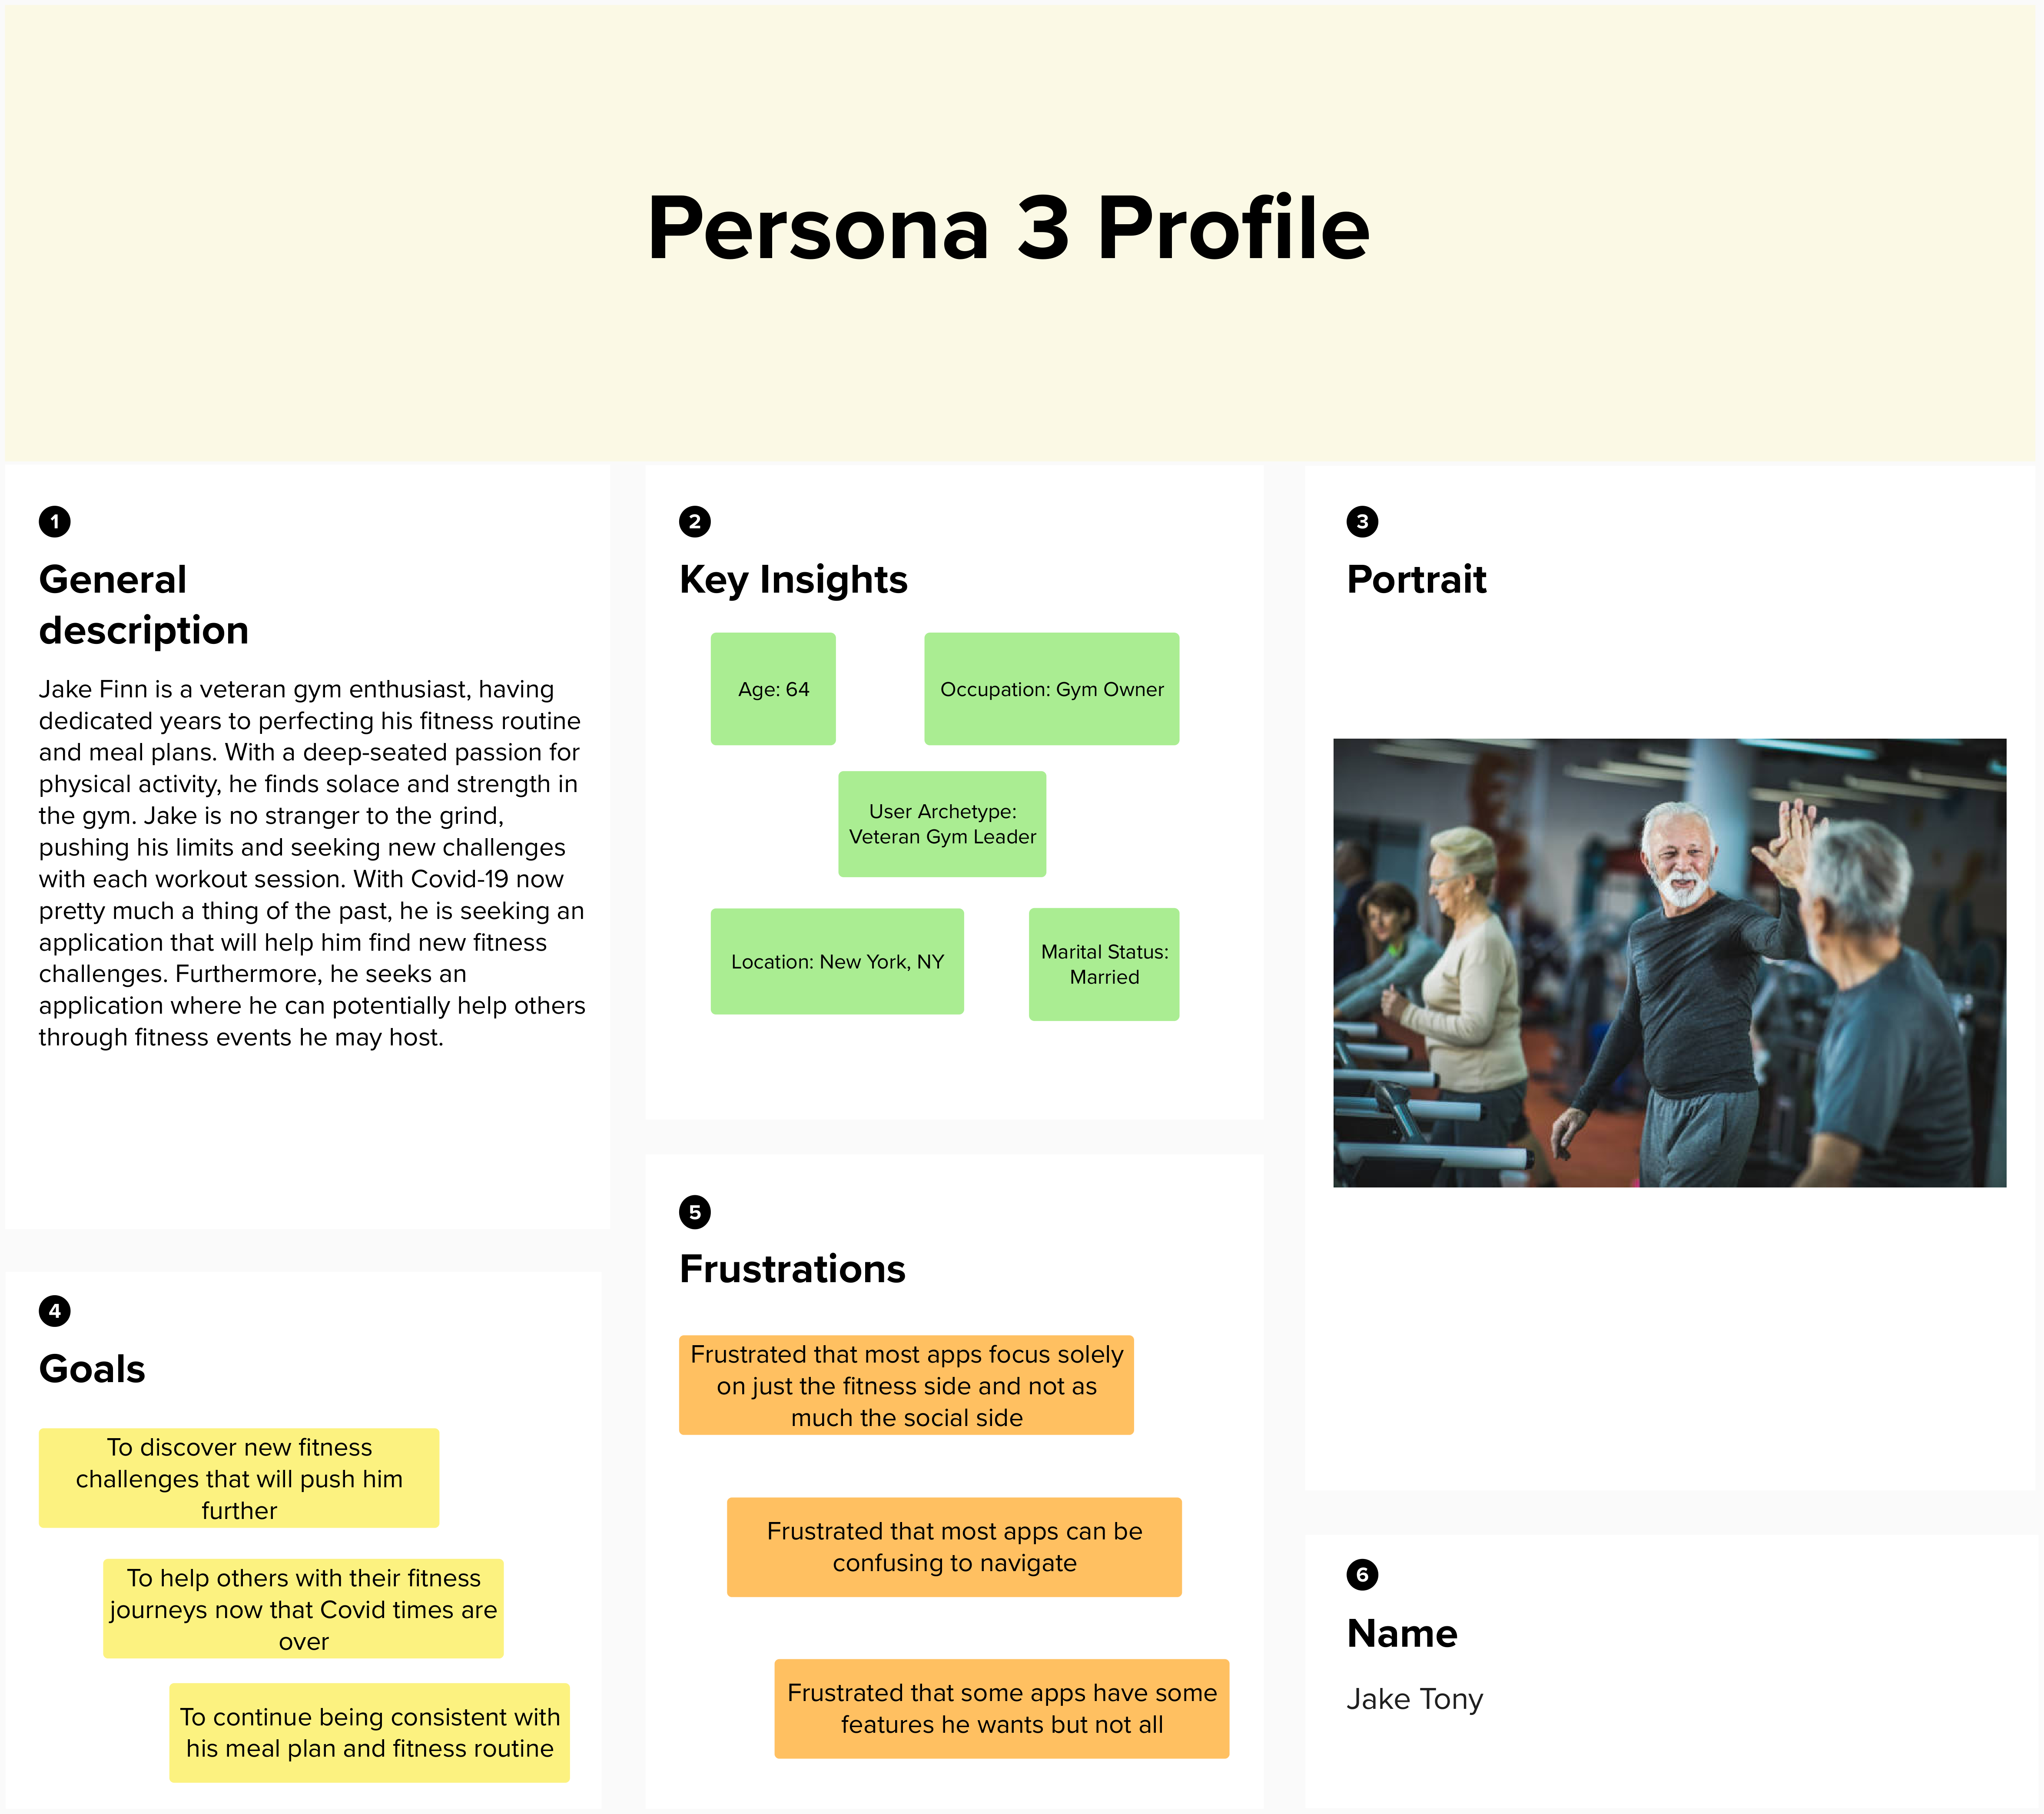 Persona 3 Profile
1
General
description
Jake Finn is a veteran gym enthusiast, having
dedicated years to perfecting his fitness routine
and meal plans. With a deep-seated passion for
physical activity, he finds solace and strength in
the gym. Jake is no stranger to the grind,
pushing his limits and seeking new challenges
with each workout session. With Covid-19 now
pretty much a thing of the past, he is seeking an
application that will help him find new fitness
challenges. Furthermore, he seeks an
application where he can potentially help others
through fitness events he may host.
2
Key Insights
Age: 64
Occupation: Gym Owner
User Archetype:
Veteran Gym Leader
Location: New York, NY
Marital Status:
Married
3
Portrait
4
Goals
To discover new fitness
challenges that will push him
further
To help others with their fitness
journeys now that Covid times are
over
To continue being consistent with
his meal plan and fitness routine
5
Frustrations
Frustrated that most apps focus solely
on just the fitness side and not as
much the social side
Frustrated that most apps can be
confusing to navigate
Frustrated that some apps have some
features he wants but not all
6
Name
Jake Tony